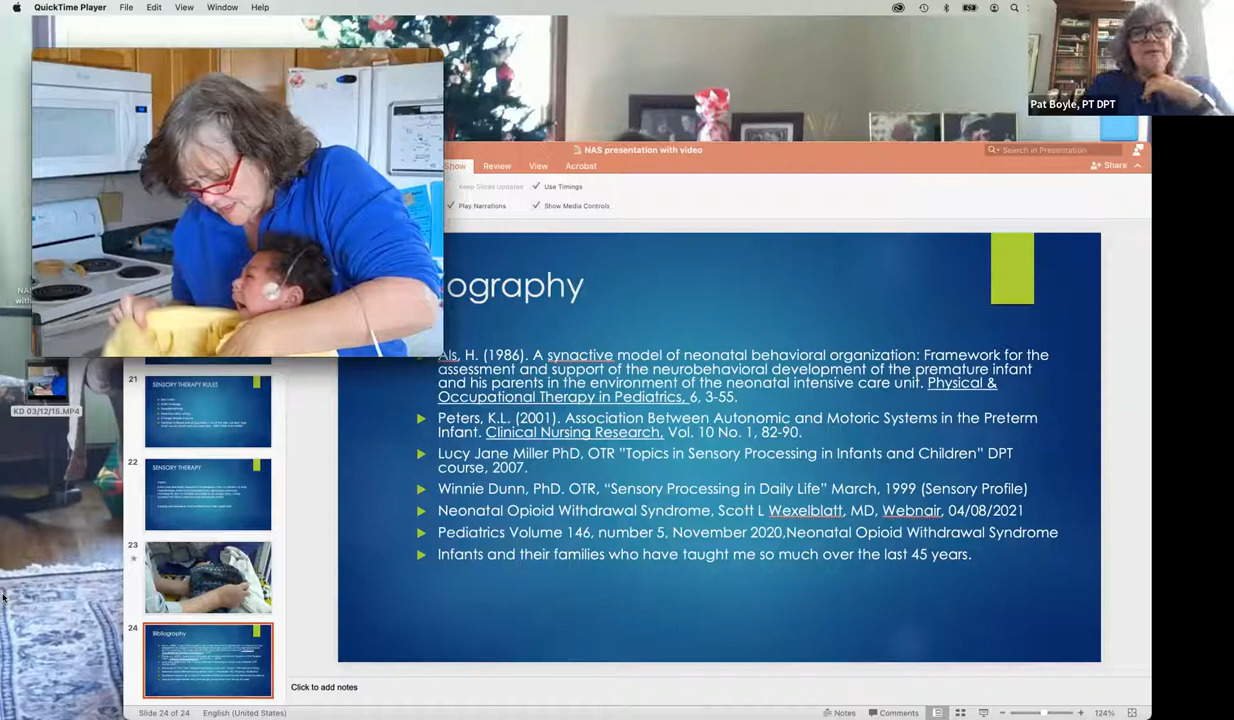 QuickTime Player File Edit View Window Help
Pat Boyle, PT DPT
NAS presentation with video
Search in Presentation
Show Review View Acrobat
Share
Keep Slides Updated Use Timings
Play Narrations Show Media Controls
ography
Als, H. (1986). A synactive model of neonatal behavioral organization: Framework for the
assessment and support of the neurobehavioral development of the premature infant
and his parents in the environment of the neonatal intensive care unit. Physical &
Occupational Therapy in Pediatrics, 6, 3-55.
Peters, K.L. (2001). Association Between Autonomic and Motoric Systems in the Preterm
Infant. Clinical Nursing Research, Vol. 10 No. 1, 82-90.
Lucy Jane Miller PhD, OTR "Topics in Sensory Processing in Infants and Children" DPT
course, 2007.
Winnie Dunn, PhD. OTR, “Sensory Processing in Daily Life” March, 1999 (Sensory Profile)
Neonatal Opioid Withdrawal Syndrome, Scott L Wexelblatt, MD, Webnair, 04/08/2021
Pediatrics Volume 146, number 5, November 2020,Neonatal Opioid Withdrawal Syndrome
Infants and their families who have taught me so much over the last 45 years.
KD 03/12/15.MP4
21
SENSORY THERAPY RULES
22
SENSORY THERAPY
23
24
Bibliography
Click to add notes
Slide 24 of 24 English (United States)
Notes Comments 124%